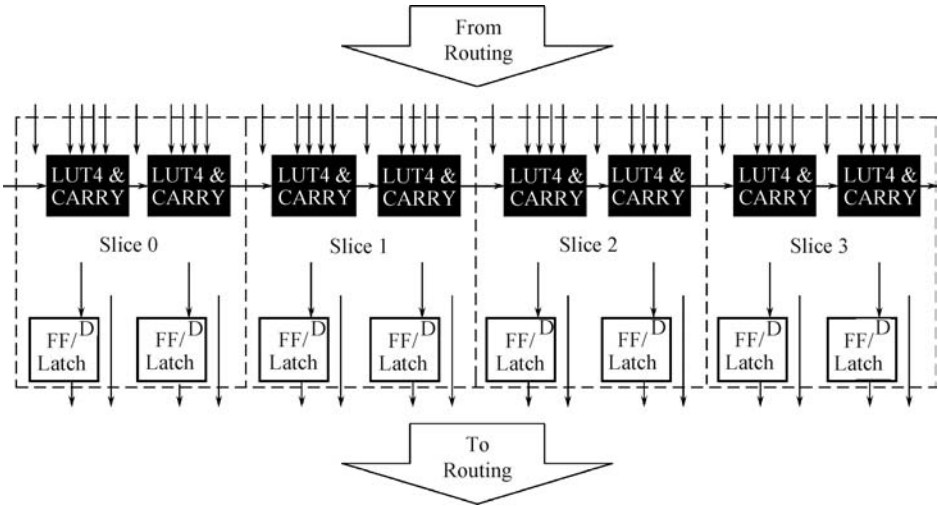 From
Routing
LUT4 &
CARRY
LUT4 &
CARRY
LUT4 &
CARRY
LUT4 &
CARRY
LUT4 &
CARRY
LUT4 &
CARRY
LUT4 &
CARRY
LUT4 &
CARRY
Slice 0
Slice 1
Slice 2
Slice 3
D
FF/
Latch
D
FF/
Latch
D
FF/
Latch
D
FF/
Latch
D
FF/
Latch
D
FF/
Latch
D
FF/
Latch
D
FF/
Latch
To
Routing